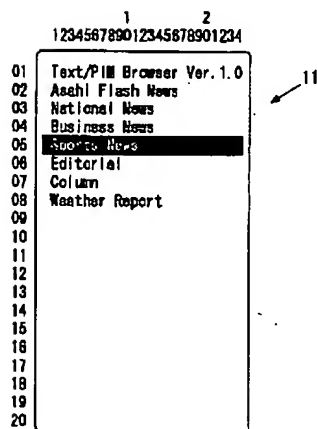 1 2
123456789012345678901234
11
01 Text/PIM Browser Ver.1.0
02 Asahi Flash News
03 National News
04 Business News
05 Sports News
06 Editorial
07 Column
08 Weather Report
09
10
11
12
13
14
15
16
17
18
19
20